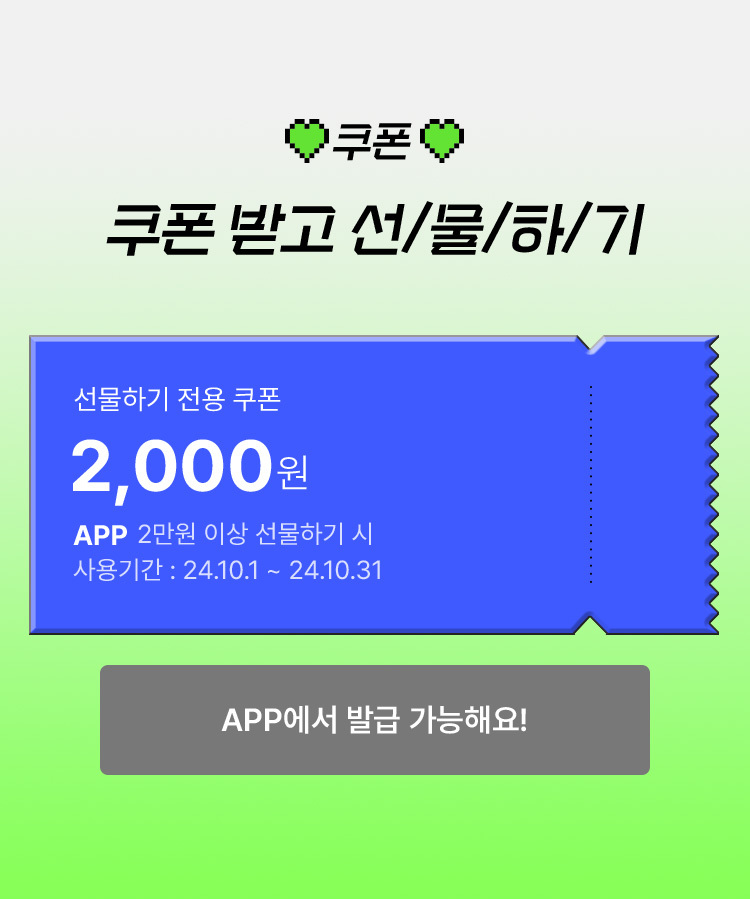 쿠폰
쿠폰 받고 선/물/하/기
선물하기 전용 쿠폰
2,000원
APP 2만원 이상 선물하기 시
사용기간 : 24.10.1 ~ 24.10.31
APP에서 발급 가능해요!